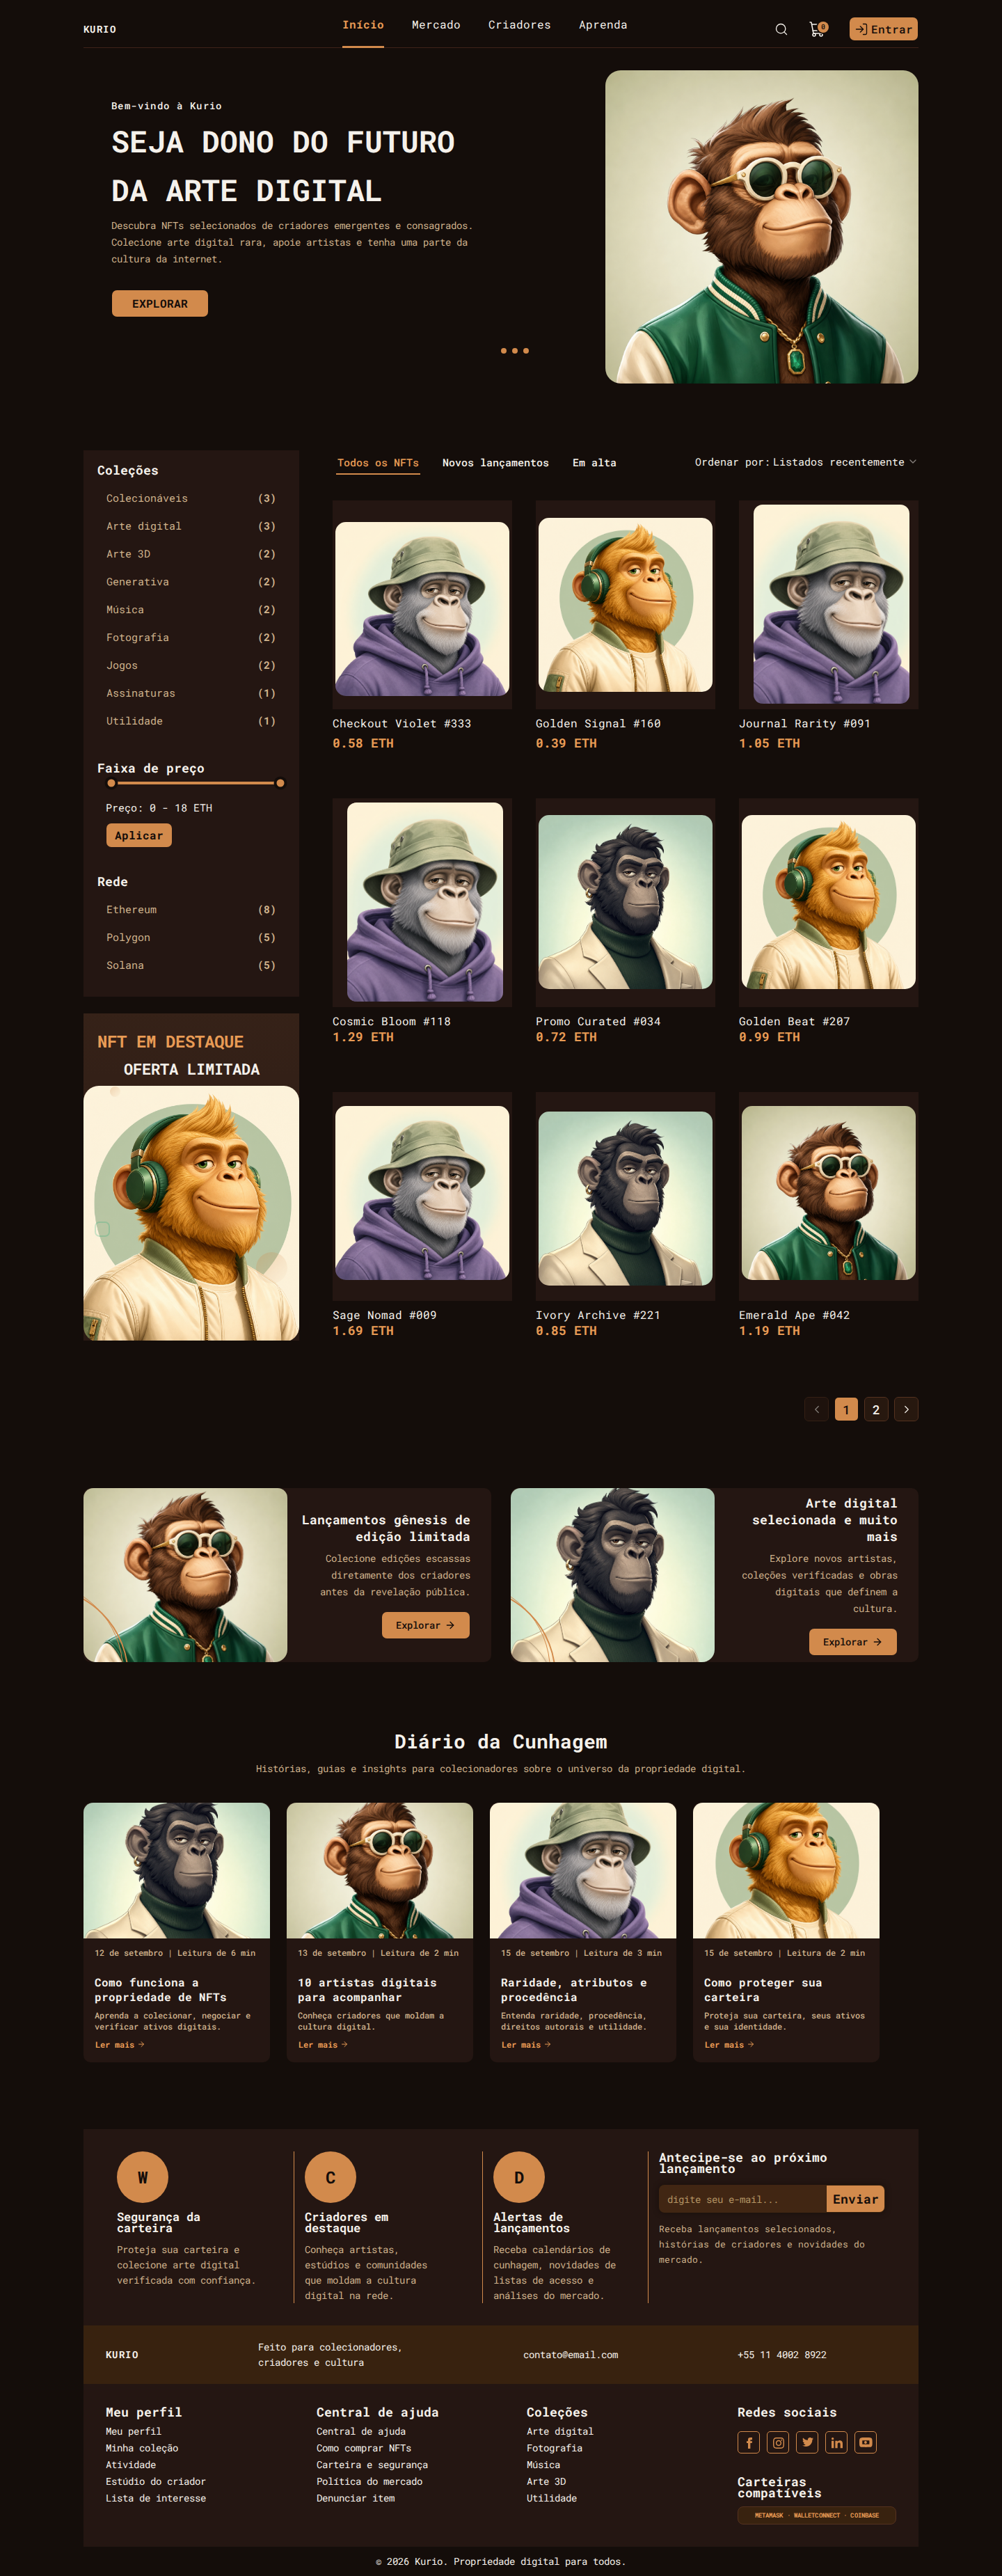 KURIO
Início
Mercado
Criadores
Aprenda
0
Entrar
Bem-vindo à Kurio
SEJA DONO DO FUTURO
DA ARTE DIGITAL
Descubra NFTs selecionados de criadores emergentes e consagrados.
Colecione arte digital rara, apoie artistas e tenha uma parte da
cultura da internet.
EXPLORAR
Coleções
Colecionáveis (3)
Arte digital (3)
Arte 3D (2)
Generativa (2)
Música (2)
Fotografia (2)
Jogos (2)
Assinaturas (1)
Utilidade (1)
Faixa de preço
Preço: 0 - 18 ETH
Aplicar
Rede
Ethereum (8)
Polygon (5)
Solana (5)
NFT EM DESTAQUE
OFERTA LIMITADA
Todos os NFTs
Novos lançamentos
Em alta
Ordenar por: Listados recentemente
Checkout Violet #333
0.58 ETH
Golden Signal #160
0.39 ETH
Journal Rarity #091
1.05 ETH
Cosmic Bloom #118
1.29 ETH
Promo Curated #034
0.72 ETH
Golden Beat #207
0.99 ETH
Sage Nomad #009
1.69 ETH
Ivory Archive #221
0.85 ETH
Emerald Ape #042
1.19 ETH
1
2
Lançamentos gênesis de
edição limitada
Colecione edições escassas
diretamente dos criadores
antes da revelação pública.
Explorar
Arte digital
selecionada e muito
mais
Explore novos artistas,
coleções verificadas e obras
digitais que definem a
cultura.
Explorar
Diário da Cunhagem
Histórias, guias e insights para colecionadores sobre o universo da propriedade digital.
12 de setembro | Leitura de 6 min
Como funciona a
propriedade de NFTs
Aprenda a colecionar, negociar e
verificar ativos digitais.
Ler mais
13 de setembro | Leitura de 2 min
10 artistas digitais
para acompanhar
Conheça criadores que moldam a
cultura digital.
Ler mais
15 de setembro | Leitura de 3 min
Raridade, atributos e
procedência
Entenda raridade, procedência,
direitos autorais e utilidade.
Ler mais
15 de setembro | Leitura de 2 min
Como proteger sua
carteira
Proteja sua carteira, seus ativos
e sua identidade.
Ler mais
W
Segurança da
carteira
Proteja sua carteira e
colecione arte digital
verificada com confiança.
C
Criadores em
destaque
Conheça artistas,
estúdios e comunidades
que moldam a cultura
digital na rede.
D
Alertas de
lançamentos
Receba calendários de
cunhagem, novidades de
listas de acesso e
análises do mercado.
Antecipe-se ao próximo
lançamento
digite seu e-mail...
Enviar
Receba lançamentos selecionados,
histórias de criadores e novidades do
mercado.
KURIO
Feito para colecionadores,
criadores e cultura
contato@email.com
+55 11 4002 8922
Meu perfil
Meu perfil
Minha coleção
Atividade
Estúdio do criador
Lista de interesse
Central de ajuda
Central de ajuda
Como comprar NFTs
Carteira e segurança
Política do mercado
Denunciar item
Coleções
Arte digital
Fotografia
Música
Arte 3D
Utilidade
Redes sociais
Carteiras
compatíveis
METAMASK · WALLETCONNECT · COINBASE
© 2026 Kurio. Propriedade digital para todos.